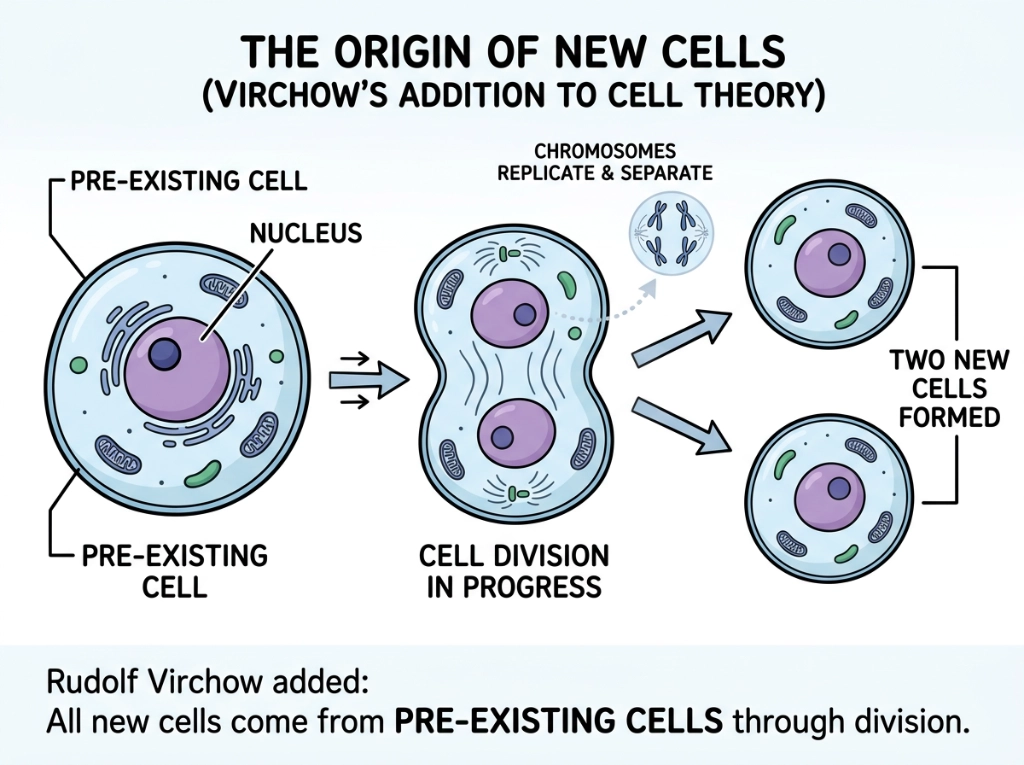 THE ORIGIN OF NEW CELLS
(VIRCHOW'S ADDITION TO CELL THEORY)
PRE-EXISTING CELL
NUCLEUS
CHROMOSOMES
REPLICATE & SEPARATE
TWO NEW
CELLS
FORMED
PRE-EXISTING
CELL
CELL DIVISION
IN PROGRESS
Rudolf Virchow added:
All new cells come from PRE-EXISTING CELLS through division.